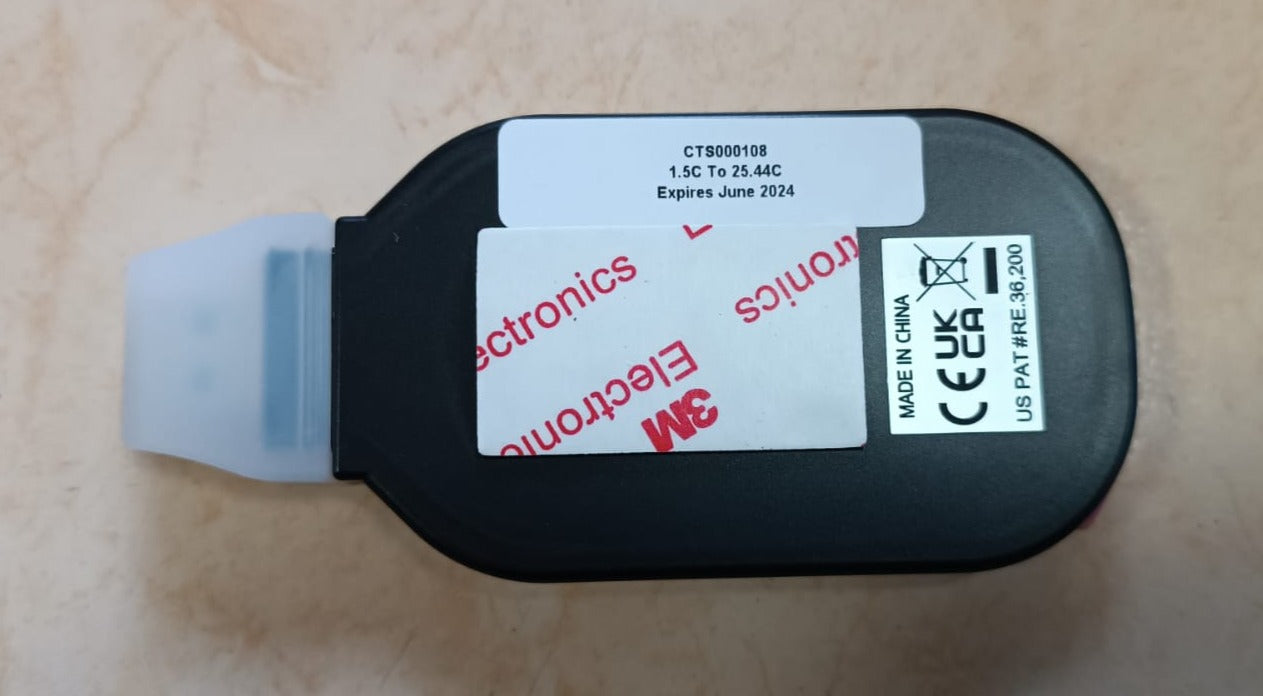 CTS000108
1.5C To 25.44C
Expires June 2024
ectronics
tronics
Electronic
3M
MADE IN CHINA
CE UK CA
US PAT#RE.36,200